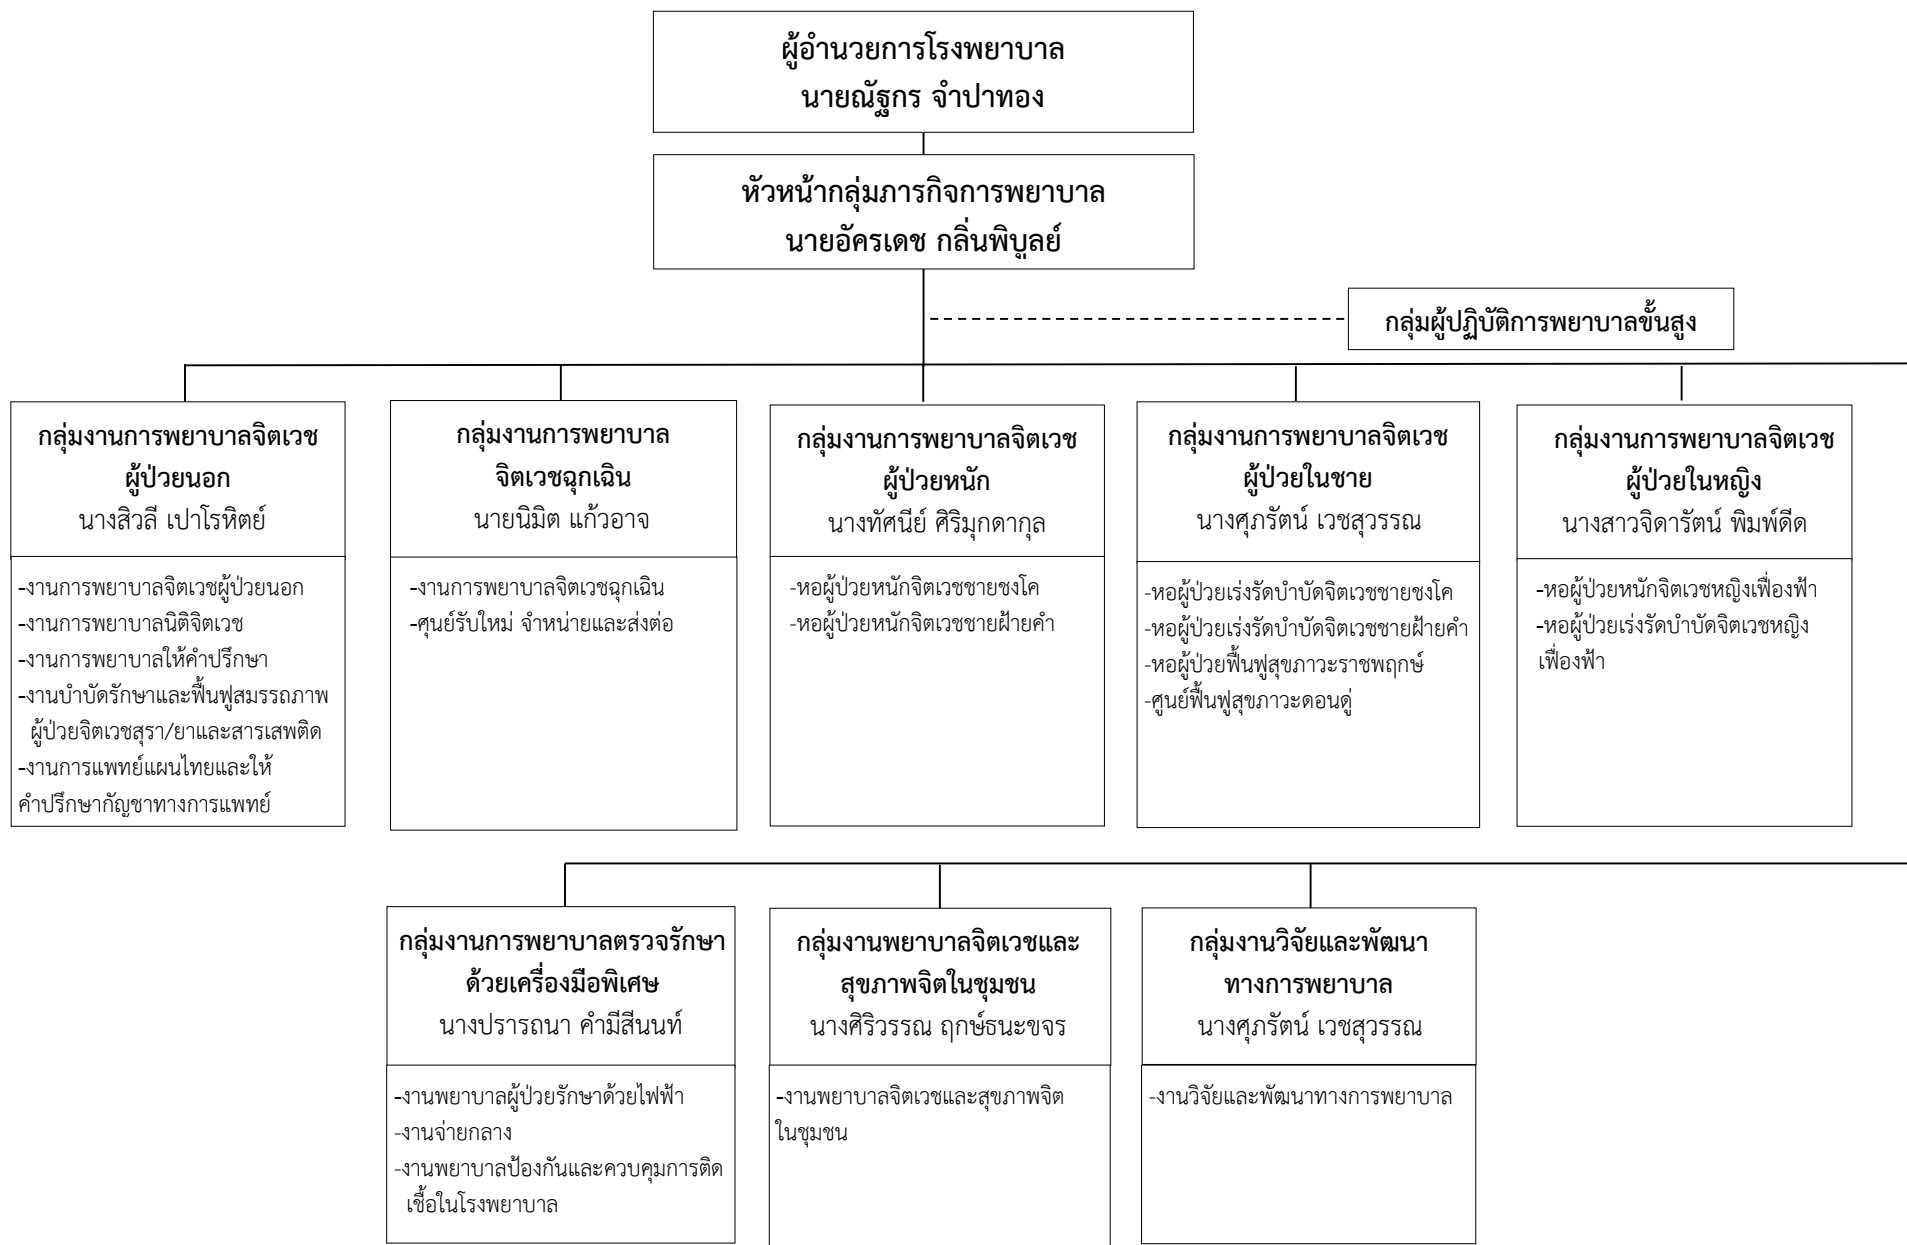 ผู้อำนวยการโรงพยาบาล
นายณัฐกร จำปาทอง
หัวหน้ากลุ่มภารกิจการพยาบาล
นายอัครเดช กลิ่นพิบูลย์
กลุ่มผู้ปฏิบัติการพยาบาลขั้นสูง
กลุ่มงานการพยาบาลจิตเวช
ผู้ป่วยนอก
นางสิวลี เปาโรหิตย์
-งานการพยาบาลจิตเวชผู้ป่วยนอก
-งานการพยาบาลนิติจิตเวช
-งานการพยาบาลให้คำปรึกษา
-งานบำบัดรักษาและฟื้นฟูสมรรถภาพ
ผู้ป่วยจิตเวชสุรา/ยาและสารเสพติด
-งานการแพทย์แผนไทยและให้
คำปรึกษากัญชาทางการแพทย์
กลุ่มงานการพยาบาล
จิตเวชฉุกเฉิน
นายนิมิต แก้วอาจ
-งานการพยาบาลจิตเวชฉุกเฉิน
-ศูนย์รับใหม่ จำหน่ายและส่งต่อ
กลุ่มงานการพยาบาลจิตเวช
ผู้ป่วยหนัก
นางทัศนีย์ ศิริมุกดากุล
-หอผู้ป่วยหนักจิตเวชชายชงโค
-หอผู้ป่วยหนักจิตเวชชายฝ้ายคำ
กลุ่มงานการพยาบาลจิตเวช
ผู้ป่วยในชาย
นางศุภรัตน์ เวชสุวรรณ
-หอผู้ป่วยเร่งรัดบำบัดจิตเวชชายชงโค
-หอผู้ป่วยเร่งรัดบำบัดจิตเวชชายฝ้ายคำ
-หอผู้ป่วยฟื้นฟูสุขภาวะราชพฤกษ์
-ศูนย์ฟื้นฟูสุขภาวะดอนดู่
กลุ่มงานการพยาบาลจิตเวช
ผู้ป่วยในหญิง
นางสาวจิดารัตน์ พิมพ์ดีด
-หอผู้ป่วยหนักจิตเวชหญิงเฟื่องฟ้า
-หอผู้ป่วยเร่งรัดบำบัดจิตเวชหญิง
เฟื่องฟ้า
กลุ่มงานการพยาบาลตรวจรักษา
ด้วยเครื่องมือพิเศษ
นางปรารถนา คำมีสีนนท์
-งานพยาบาลผู้ป่วยรักษาด้วยไฟฟ้า
-งานจ่ายกลาง
-งานพยาบาลป้องกันและควบคุมการติด
เชื้อในโรงพยาบาล
กลุ่มงานพยาบาลจิตเวชและ
สุขภาพจิตในชุมชน
นางศิริวรรณ ฤกษ์ธนะขจร
-งานพยาบาลจิตเวชและสุขภาพจิต
ในชุมชน
กลุ่มงานวิจัยและพัฒนา
ทางการพยาบาล
นางศุภรัตน์ เวชสุวรรณ
-งานวิจัยและพัฒนาทางการพยาบาล